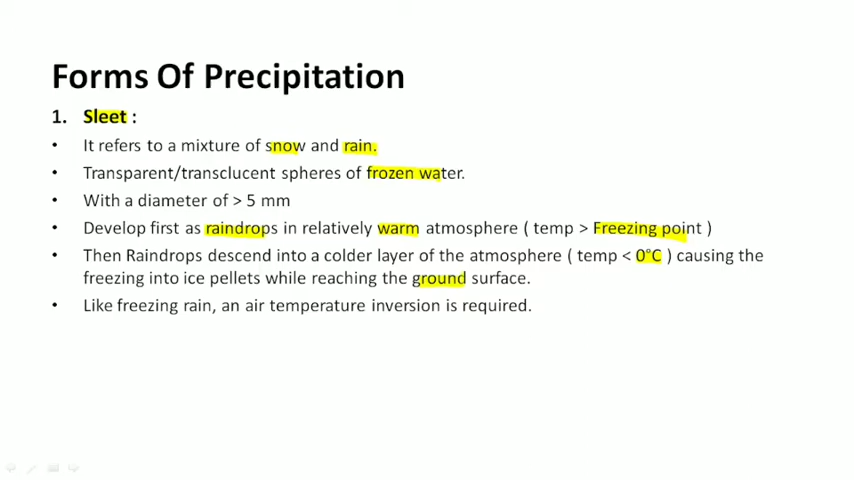 Forms Of Precipitation
1. Sleet :
• It refers to a mixture of snow and rain.
• Transparent/transclucent spheres of frozen water.
• With a diameter of > 5 mm
• Develop first as raindrops in relatively warm atmosphere ( temp > Freezing point )
• Then Raindrops descend into a colder layer of the atmosphere ( temp < 0°C ) causing the
freezing into ice pellets while reaching the ground surface.
• Like freezing rain, an air temperature inversion is required.